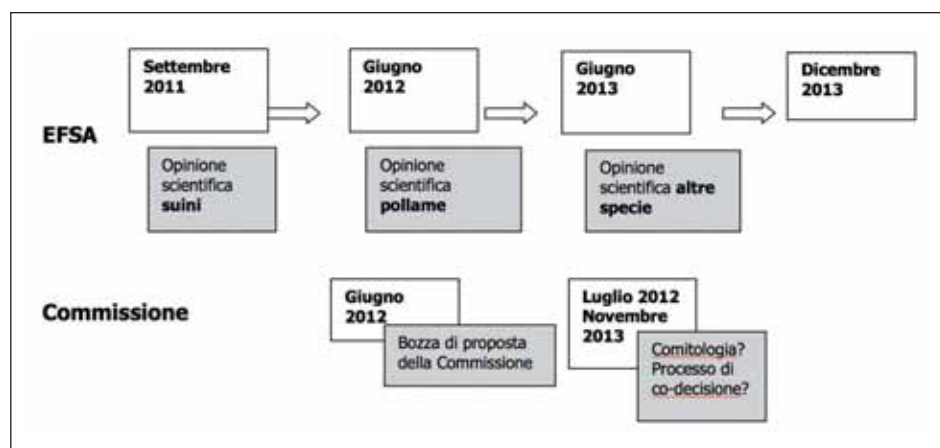 Settembre
2011
Giugno
2012
Giugno
2013
Dicembre
2013
EFSA
Opinione
scientifica
suini
Opinione
scientifica
pollame
Opinione
scientifica altre
specie
Commissione
Giugno
2012
Bozza di proposta
della Commissione
Luglio 2012
Novembre
2013
Comitologia?
Processo di
co-decisione?